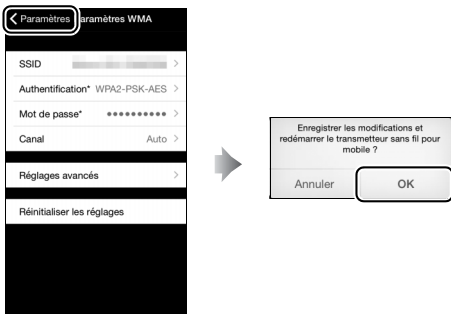 Paramètres
aramètres WMA
SSID
Authentification* WPA2-PSK-AES
Mot de passe* ••••••••••
Canal Auto
Réglages avancés
Réinitialiser les réglages
Enregistrer les modifications et
redémarrer le transmetteur sans fil pour
mobile ?
Annuler OK